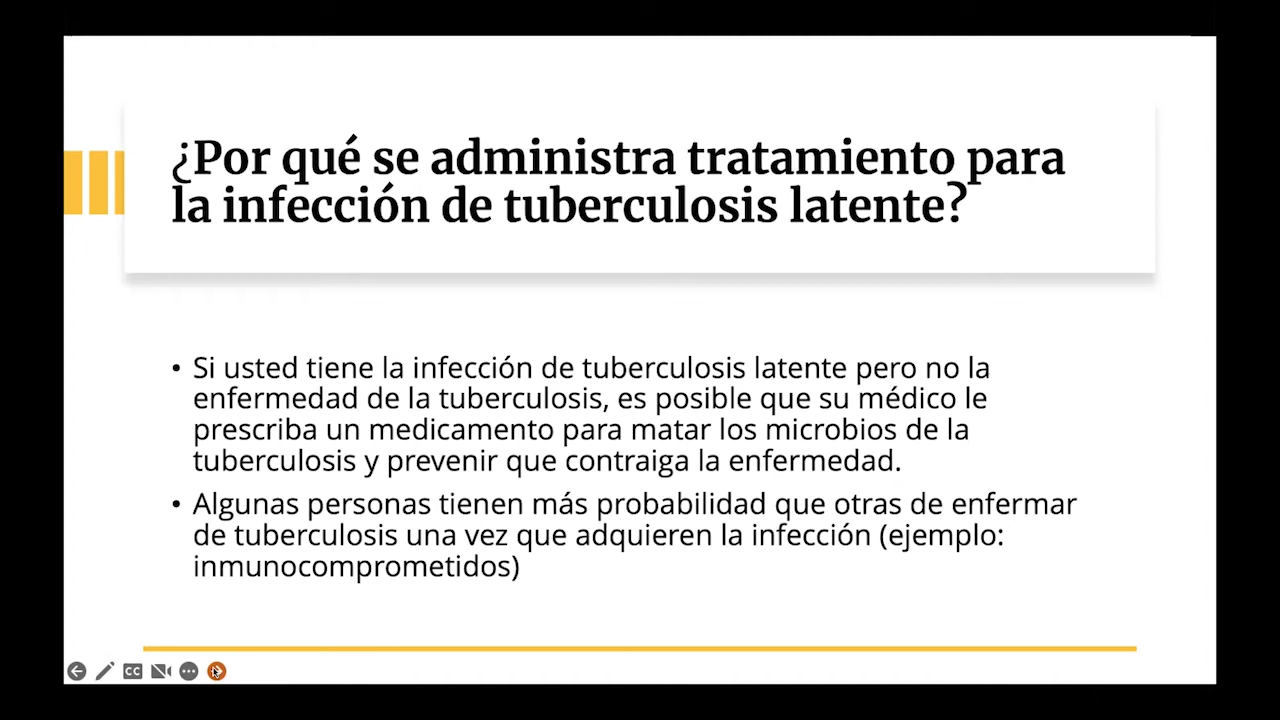 ¿Por qué se administra tratamiento para
la infección de tuberculosis latente?
• Si usted tiene la infección de tuberculosis latente pero no la
enfermedad de la tuberculosis, es posible que su médico le
prescriba un medicamento para matar los microbios de la
tuberculosis y prevenir que contraiga la enfermedad.
• Algunas personas tienen más probabilidad que otras de enfermar
de tuberculosis una vez que adquieren la infección (ejemplo:
inmunocomprometidos)
CC